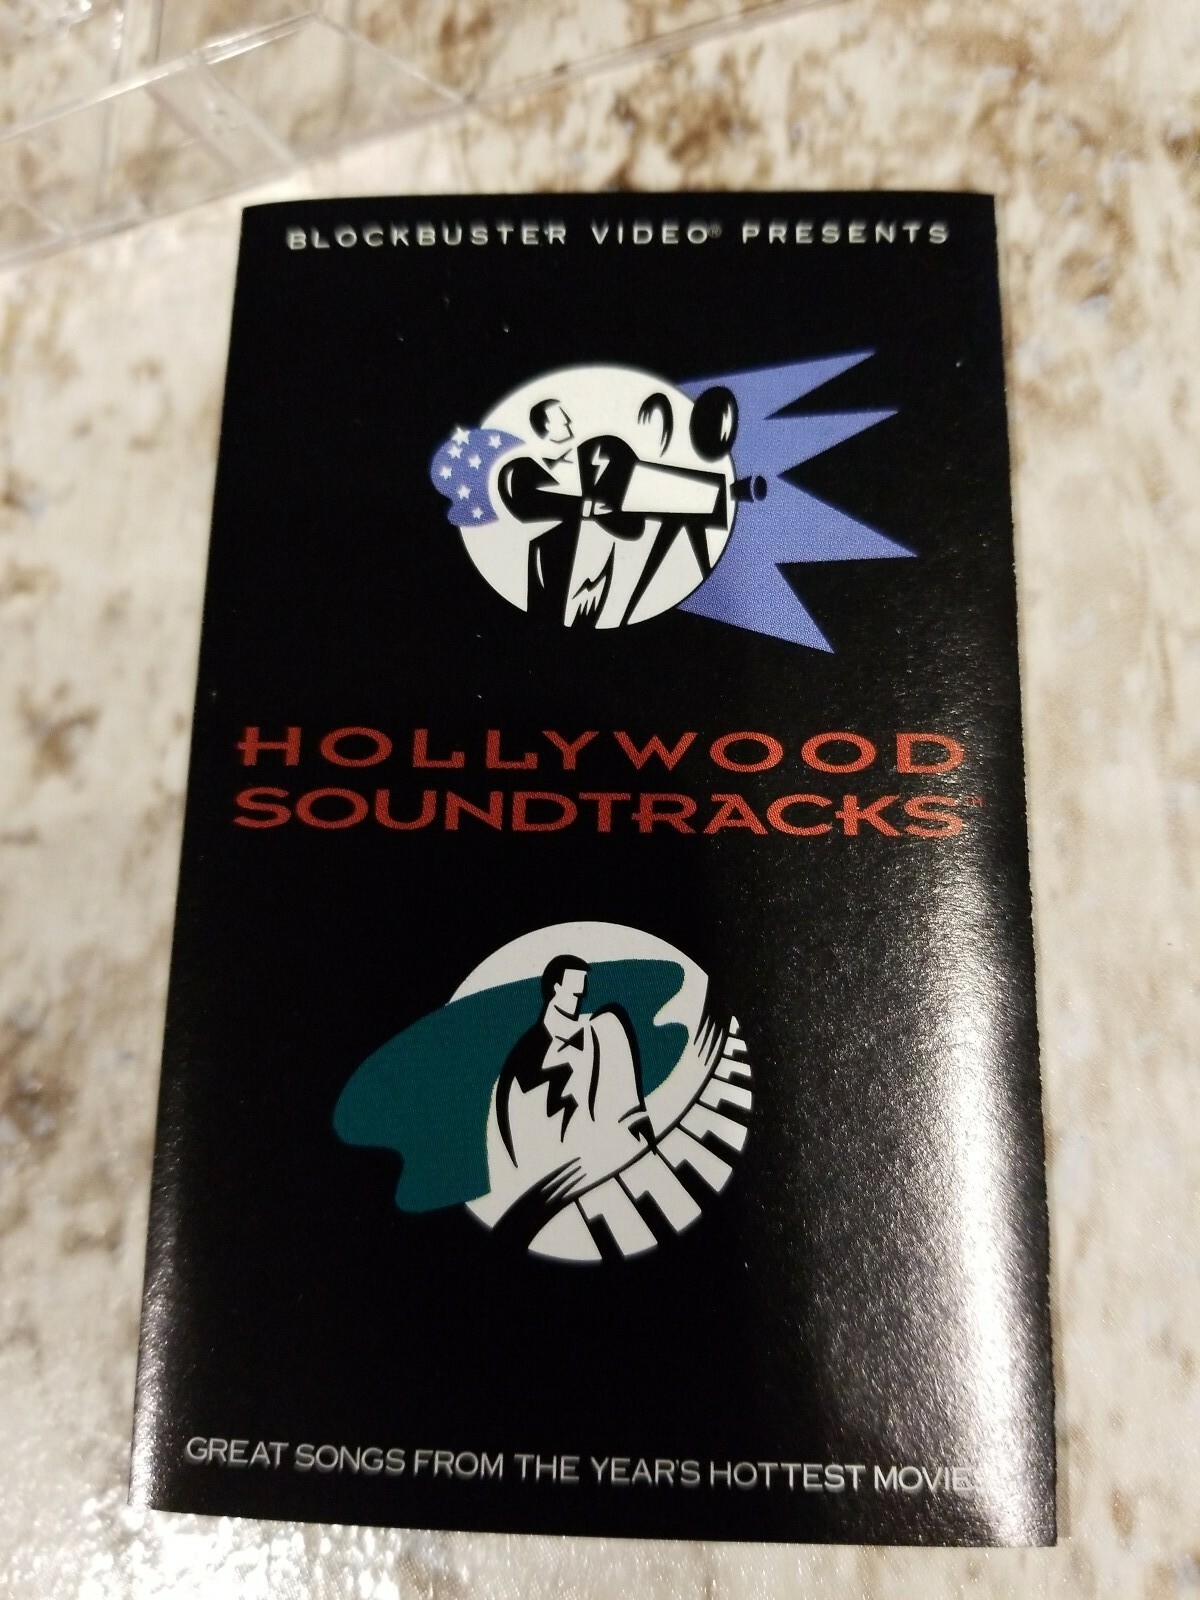 BLOCKBUSTER VIDEO® PRESENTS
HOLLYWOOD
SOUNDTRACKS™
GREAT SONGS FROM THE YEAR'S HOTTEST MOVIES